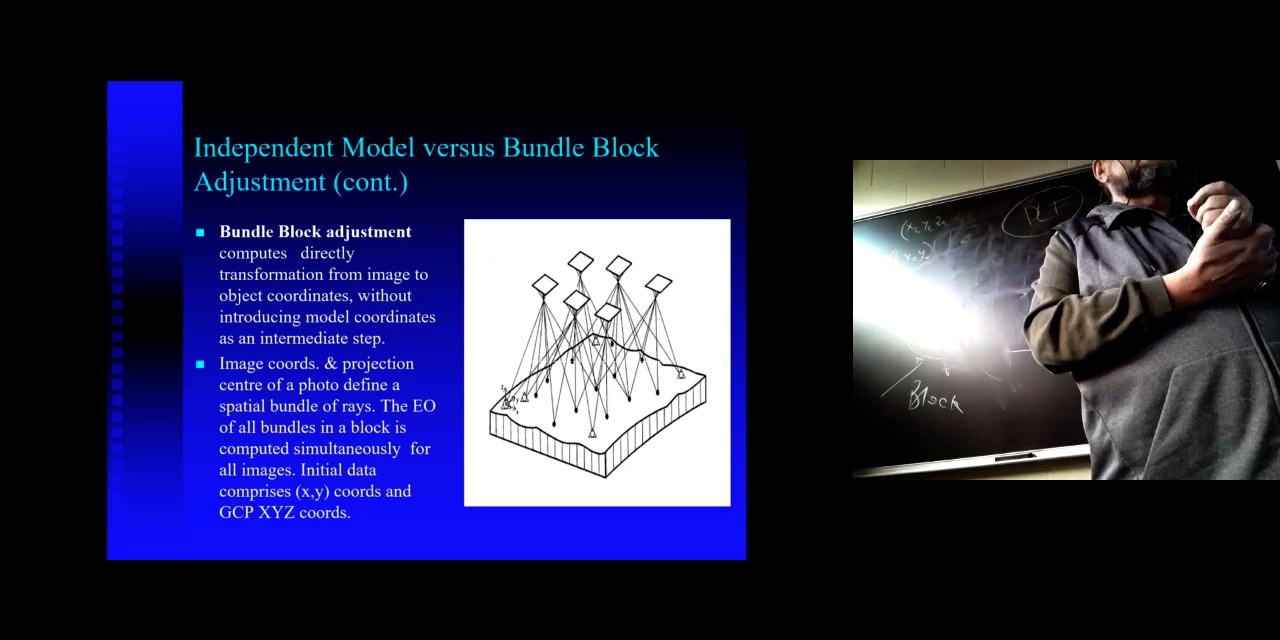 Independent Model versus Bundle Block
Adjustment (cont.)
Bundle Block adjustment
computes directly
transformation from image to
object coordinates, without
introducing model coordinates
as an intermediate step.
Image coords. & projection
centre of a photo define a
spatial bundle of rays. The EO
of all bundles in a block is
computed simultaneously for
all images. Initial data
comprises (x,y) coords and
GCP XYZ coords.
Block